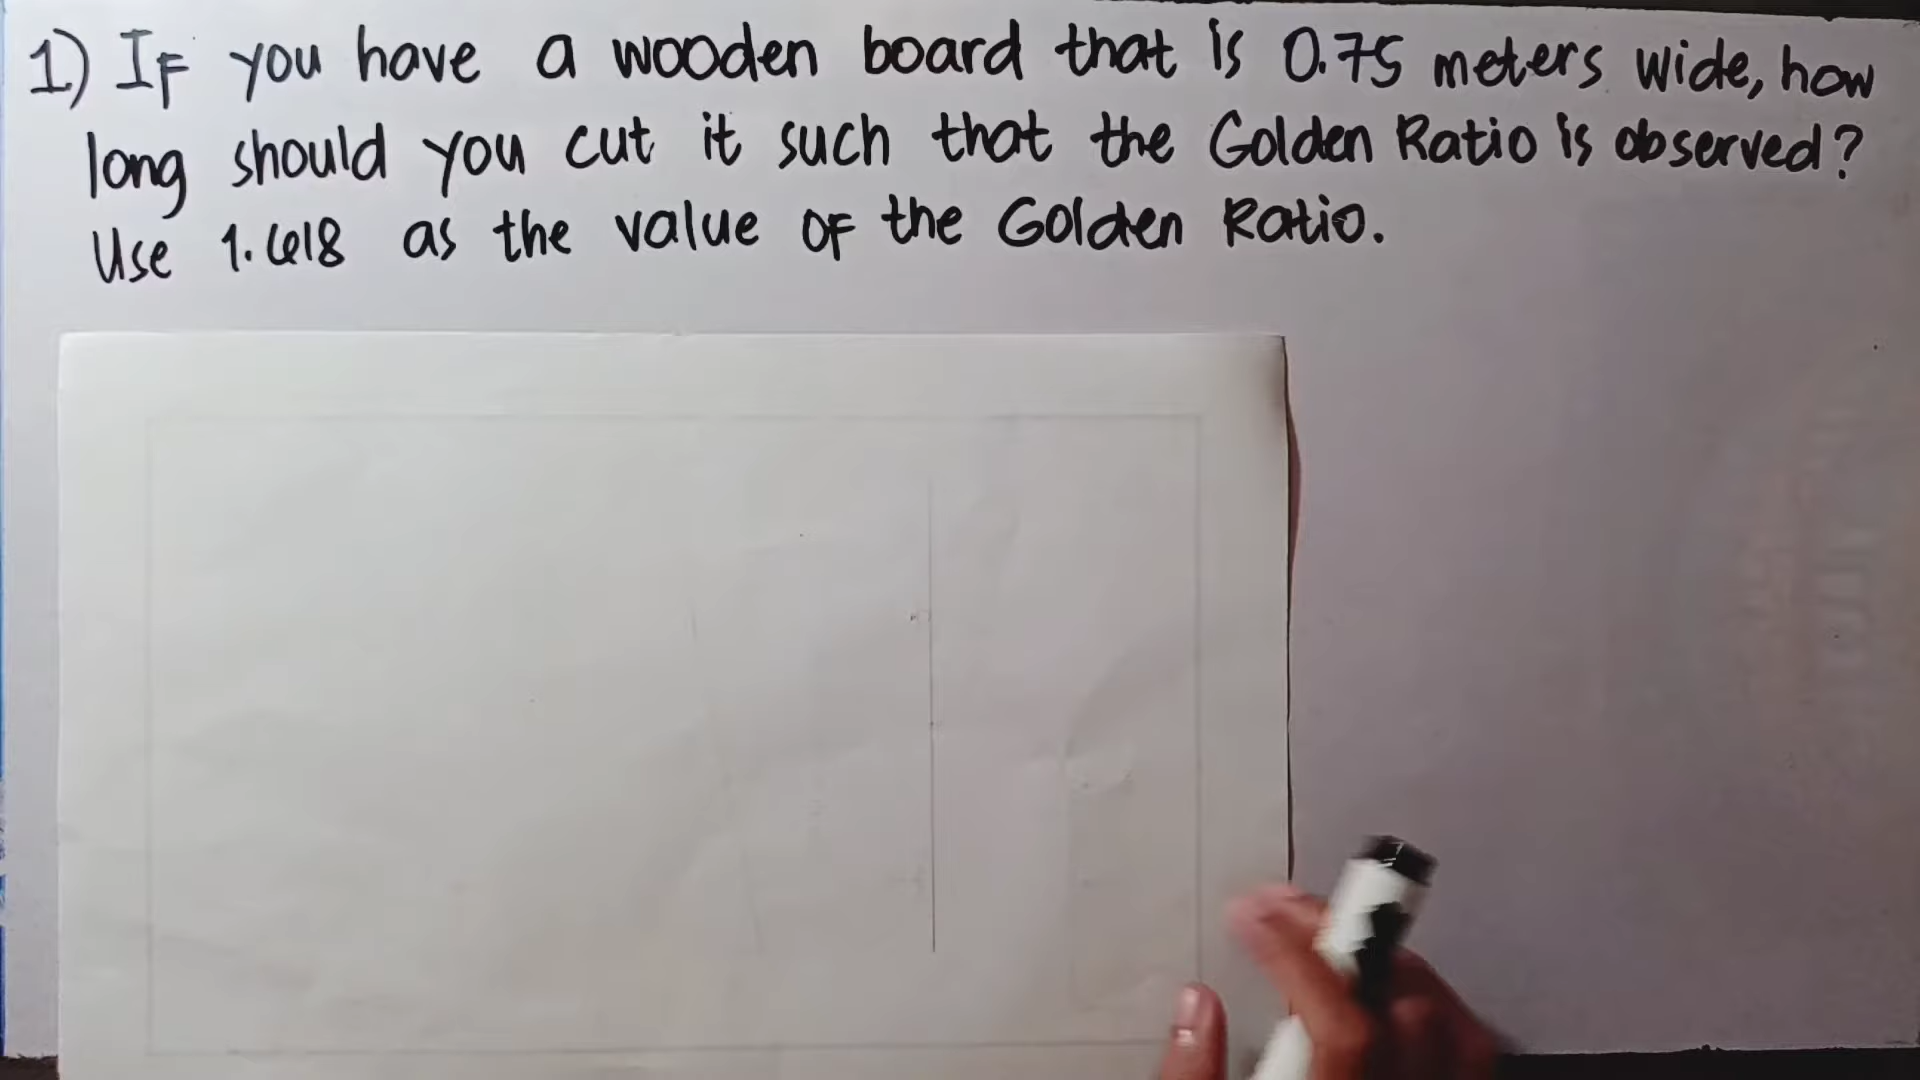 1) If you have a wooden board that is 0.75 meters wide, how
long should you cut it such that the Golden Ratio is observed?
Use 1.618 as the value of the Golden Ratio.